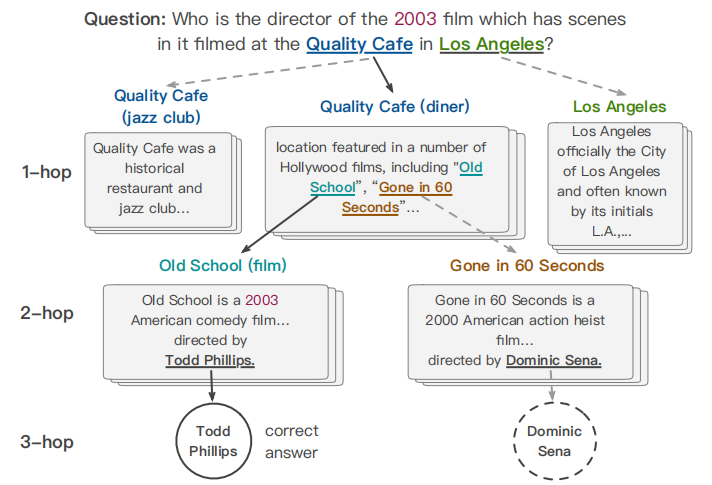 Question: Who is the director of the 2003 film which has scenes
in it filmed at the Quality Cafe in Los Angeles?
Quality Cafe
(jazz club)
Quality Cafe (diner)
Los Angeles
1-hop
Quality Cafe was a
historical
restaurant and
jazz club...
location featured in a number of
Hollywood films, including "Old
School", "Gone in 60
Seconds"...
Los Angeles
officially the City
of Los Angeles
and often known
by its initials
L.A.,...
Old School (film)
Gone in 60 Seconds
2-hop
Old School is a 2003
American comedy film...
directed by
Todd Phillips.
Gone in 60 Seconds is a
2000 American action heist
film...
directed by Dominic Sena.
3-hop
Todd
Phillips
correct
answer
Dominic
Sena